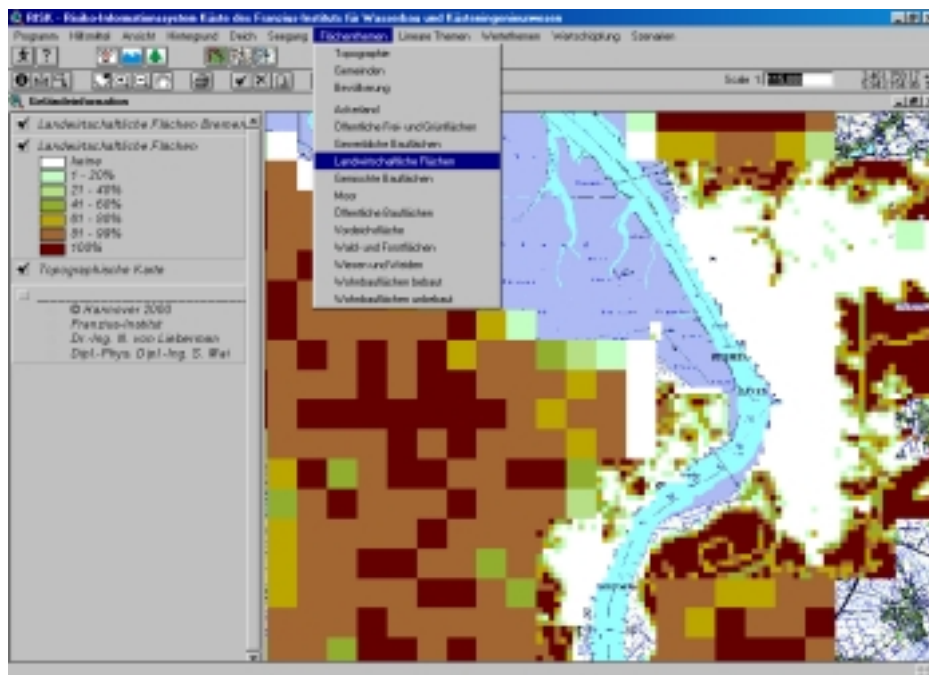 RISK - Risiko-Informationssystem Küste des Franzius-Instituts für Wasserbau und Küsteningenieurwesen
Programm Hilfsmittel Ansicht Hintergrund Deich Seegang Flächenthemen Lineare Themen Wertethemen Wertschöpfung Szenarien
Scale 1:
Geländeinformation
Landwirtschaftliche Flächen Bremen
Landwirtschaftliche Flächen
keine
1 - 20%
21 - 40%
41 - 60%
61 - 80%
81 - 99%
100%
Topographische Karte
© Hannover 2000
Franzius-Institut
Dr.-Ing. N. von Lieberman
Dipl.-Phys. Dipl.-Ing. S. Mai
Topographie
Gemeinden
Bevölkerung
Ackerland
Öffentliche Frei- und Grünflächen
Gewerbliche Bauflächen
Landwirtschaftliche Flächen
Gemischte Bauflächen
Moor
Öffentliche Bauflächen
Vordeichsfläche
Wald- und Forstflächen
Wiesen und Weiden
Wohnbauflächen bebaut
Wohnbauflächen unbebaut